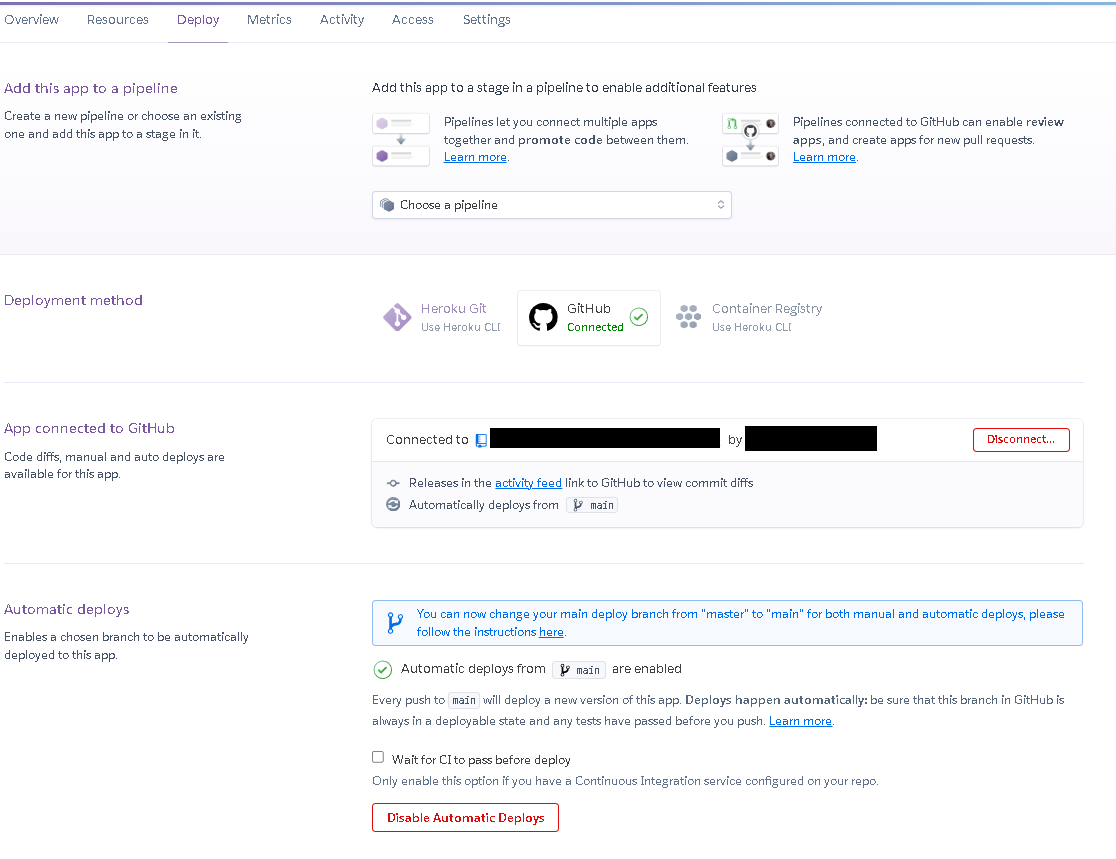 Overview Resources Deploy Metrics Activity Access Settings
Add this app to a pipeline
Create a new pipeline or choose an existing
one and add this app to a stage in it.
Add this app to a stage in a pipeline to enable additional features
Pipelines let you connect multiple apps
together and promote code between them.
Learn more.
Pipelines connected to GitHub can enable review
apps, and create apps for new pull requests.
Learn more.
Choose a pipeline
Deployment method
Heroku Git
Use Heroku CLI
GitHub
Connected
Container Registry
Use Heroku CLI
App connected to GitHub
Code diffs, manual and auto deploys are
available for this app.
Connected to by
Disconnect...
Releases in the activity feed link to GitHub to view commit diffs
Automatically deploys from main
Automatic deploys
Enables a chosen branch to be automatically
deployed to this app.
You can now change your main deploy branch from "master" to "main" for both manual and automatic deploys, please
follow the instructions here.
Automatic deploys from main are enabled
Every push to main will deploy a new version of this app. Deploys happen automatically: be sure that this branch in GitHub is
always in a deployable state and any tests have passed before you push. Learn more.
Wait for CI to pass before deploy
Only enable this option if you have a Continuous Integration service configured on your repo.
Disable Automatic Deploys